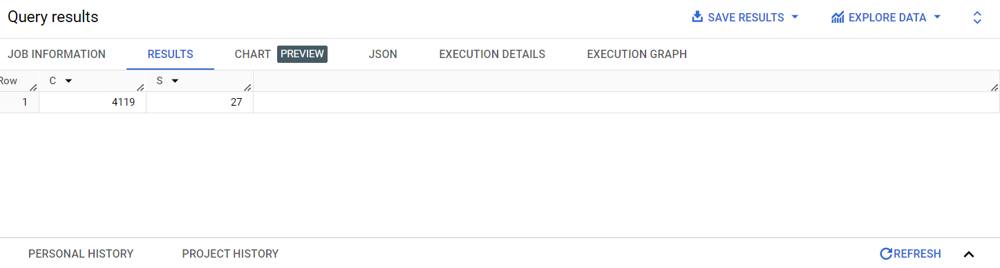 Query results SAVE RESULTS EXPLORE DATA
JOB INFORMATION RESULTS CHART PREVIEW JSON EXECUTION DETAILS EXECUTION GRAPH
Row C S
1 4119 27
PERSONAL HISTORY PROJECT HISTORY REFRESH